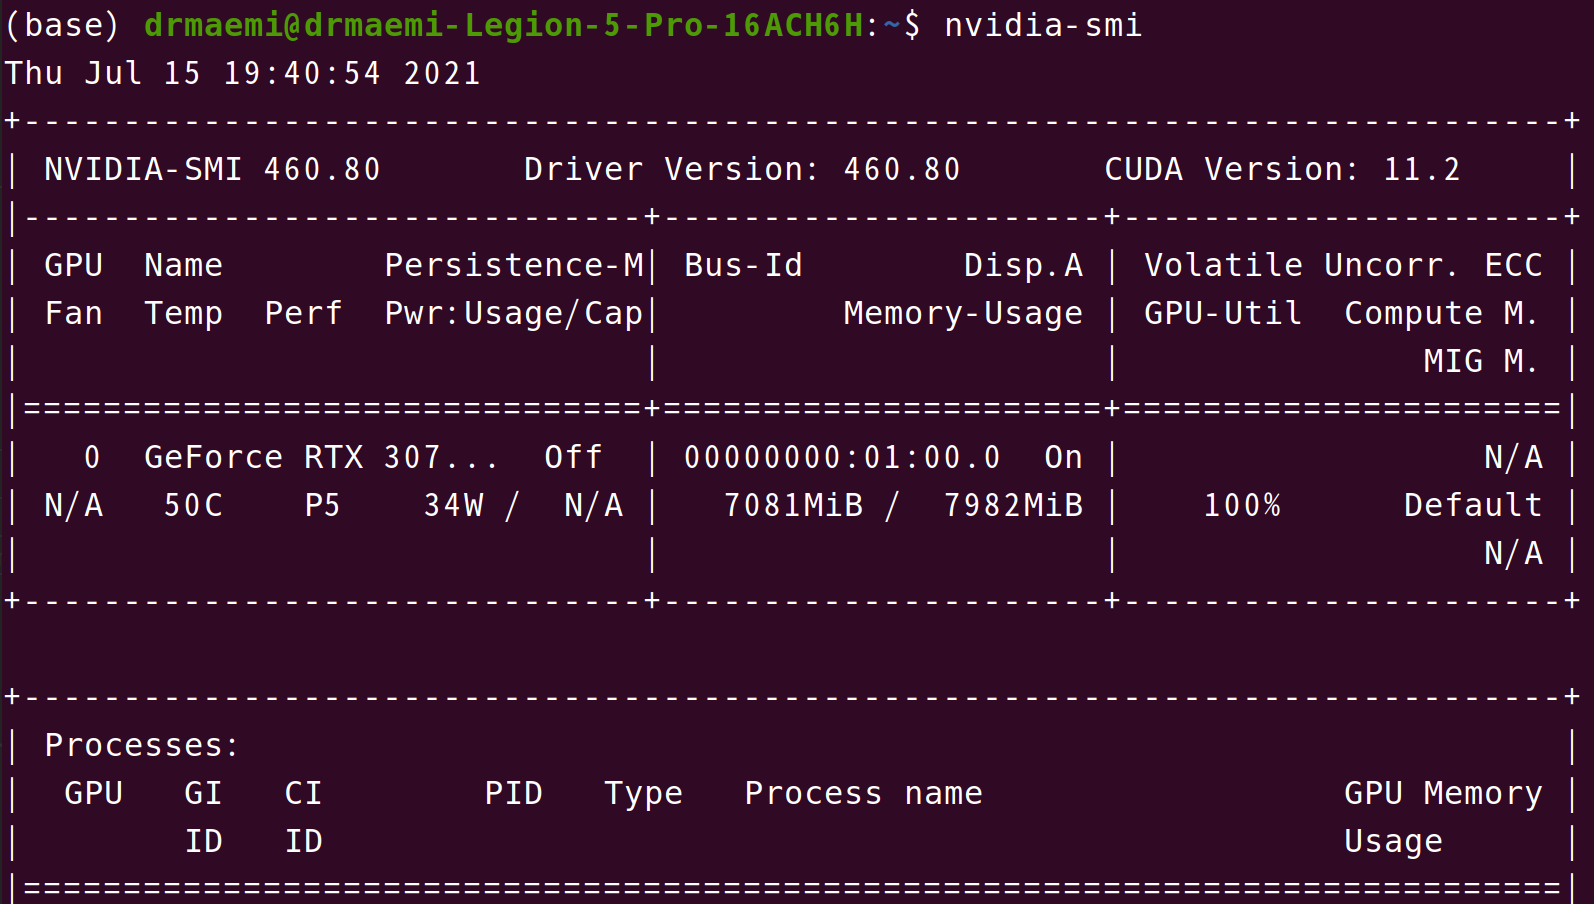 (base) drmaemi@drmaemi-Legion-5-Pro-16ACH6H:~$ nvidia-smi
Thu Jul 15 19:40:54 2021
+-----------------------------------------------------------------------------+
| NVIDIA-SMI 460.80       Driver Version: 460.80       CUDA Version: 11.2     |
|-------------------------------+----------------------+----------------------+
| GPU  Name        Persistence-M| Bus-Id        Disp.A | Volatile Uncorr. ECC |
| Fan  Temp  Perf  Pwr:Usage/Cap|         Memory-Usage | GPU-Util  Compute M. |
|                               |                      |               MIG M. |
|===============================+======================+======================|
|   0  GeForce RTX 307...  Off  | 00000000:01:00.0  On |                  N/A |
| N/A   50C    P5    34W /  N/A |   7081MiB /  7982MiB |    100%      Default |
|                               |                      |                  N/A |
+-------------------------------+----------------------+----------------------+

+-----------------------------------------------------------------------------+
| Processes:                                                                  |
|  GPU   GI   CI        PID   Type   Process name                  GPU Memory |
|        ID   ID                                                   Usage      |
|=============================================================================|